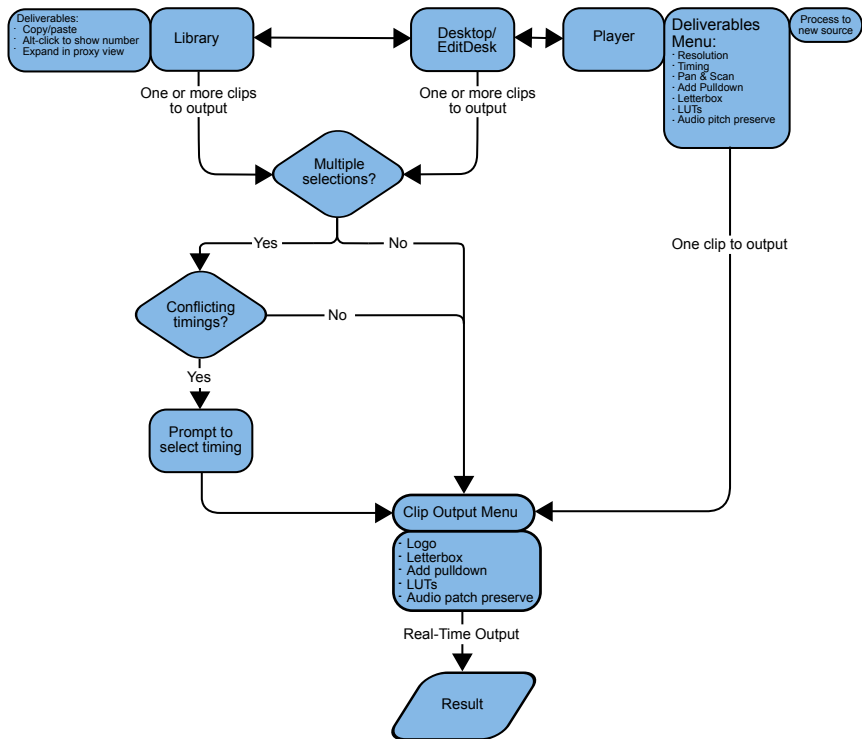 Deliverables:
· Copy/paste
· Alt-click to show number
· Expand in proxy view
Library
Desktop/
EditDesk
Player
Deliverables
Menu:
- Resolution
- Timing
- Pan & Scan
- Add Pulldown
- Letterbox
- LUTs
- Audio pitch preserve
Process to
new source
One or more clips
to output
One or more clips
to output
Multiple
selections?
Yes
No
One clip to output
Conflicting
timings?
No
Yes
Prompt to
select timing
Clip Output Menu
- Logo
- Letterbox
- Add pulldown
- LUTs
- Audio patch preserve
Real-Time Output
Result